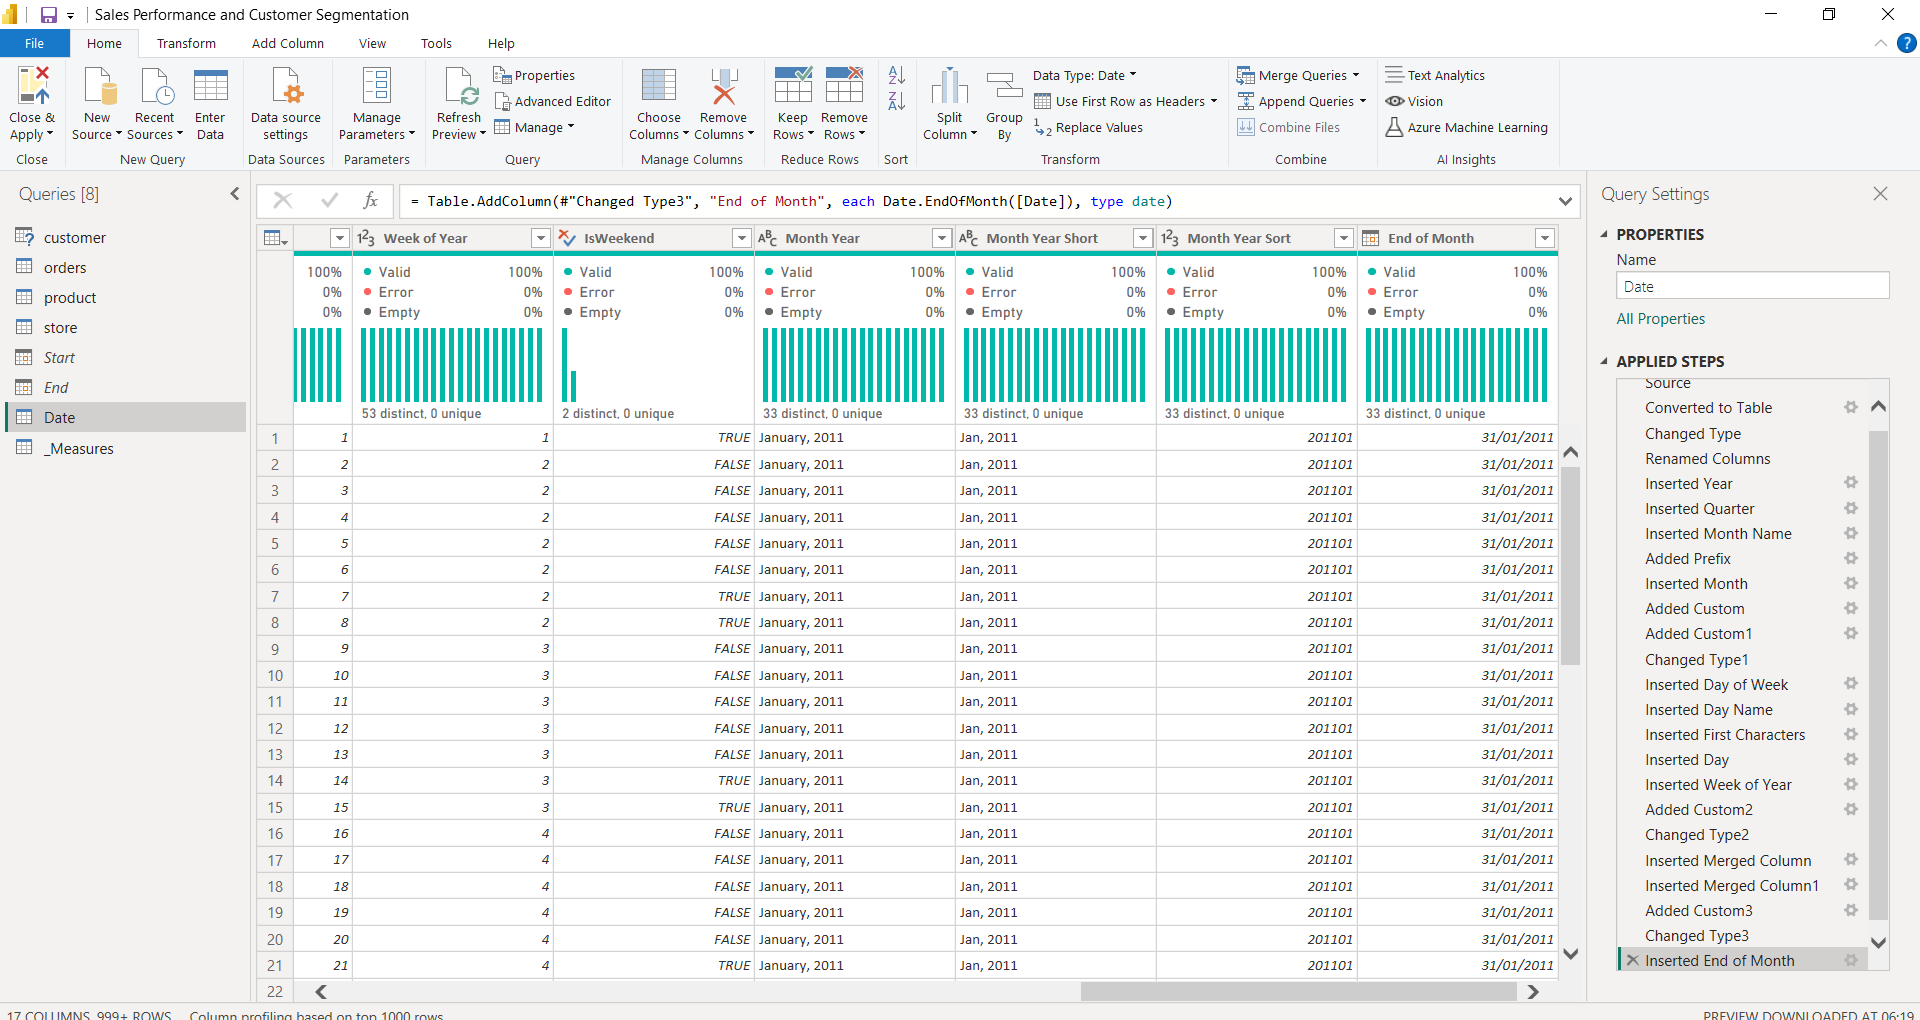 Sales Performance and Customer Segmentation
File Home Transform Add Column View Tools Help ?
Close & Apply
Close
New Source
Recent Sources
Enter Data
New Query
Data source settings
Data Sources
Manage Parameters
Parameters
Refresh Preview
Properties
Advanced Editor
Manage
Query
Choose Columns
Remove Columns
Manage Columns
Keep Rows
Remove Rows
Reduce Rows
A Z
Z A
Sort
Split Column
Group By
Data Type: Date
Use First Row as Headers
1 2 Replace Values
Transform
Merge Queries
Append Queries
Combine Files
Combine
Text Analytics
Vision
Azure Machine Learning
AI Insights
Queries [8]
customer
orders
product
store
Start
End
Date
_Measures
fx = Table.AddColumn(#"Changed Type3", "End of Month", each Date.EndOfMonth([Date]), type date)
123 Week of Year IsWeekend ABC Month Year ABC Month Year Short 123 Month Year Sort End of Month
100% Valid 100% Valid 100% Valid 100% Valid 100% Valid 100% Valid 100%
0% Error 0% Error 0% Error 0% Error 0% Error 0% Error 0%
0% Empty 0% Empty 0% Empty 0% Empty 0% Empty 0% Empty 0%
53 distinct, 0 unique 2 distinct, 0 unique 33 distinct, 0 unique 33 distinct, 0 unique 33 distinct, 0 unique 33 distinct, 0 unique
1 1 1 TRUE January, 2011 Jan, 2011 201101 31/01/2011
2 2 2 FALSE January, 2011 Jan, 2011 201101 31/01/2011
3 3 2 FALSE January, 2011 Jan, 2011 201101 31/01/2011
4 4 2 FALSE January, 2011 Jan, 2011 201101 31/01/2011
5 5 2 FALSE January, 2011 Jan, 2011 201101 31/01/2011
6 6 2 FALSE January, 2011 Jan, 2011 201101 31/01/2011
7 7 2 TRUE January, 2011 Jan, 2011 201101 31/01/2011
8 8 2 TRUE January, 2011 Jan, 2011 201101 31/01/2011
9 9 3 FALSE January, 2011 Jan, 2011 201101 31/01/2011
10 10 3 FALSE January, 2011 Jan, 2011 201101 31/01/2011
11 11 3 FALSE January, 2011 Jan, 2011 201101 31/01/2011
12 12 3 FALSE January, 2011 Jan, 2011 201101 31/01/2011
13 13 3 FALSE January, 2011 Jan, 2011 201101 31/01/2011
14 14 3 TRUE January, 2011 Jan, 2011 201101 31/01/2011
15 15 3 TRUE January, 2011 Jan, 2011 201101 31/01/2011
16 16 4 FALSE January, 2011 Jan, 2011 201101 31/01/2011
17 17 4 FALSE January, 2011 Jan, 2011 201101 31/01/2011
18 18 4 FALSE January, 2011 Jan, 2011 201101 31/01/2011
19 19 4 FALSE January, 2011 Jan, 2011 201101 31/01/2011
20 20 4 FALSE January, 2011 Jan, 2011 201101 31/01/2011
21 21 4 TRUE January, 2011 Jan, 2011 201101 31/01/2011
22
Query Settings
PROPERTIES
Name
Date
All Properties
APPLIED STEPS
Source
Converted to Table
Changed Type
Renamed Columns
Inserted Year
Inserted Quarter
Inserted Month Name
Added Prefix
Inserted Month
Added Custom
Added Custom1
Changed Type1
Inserted Day of Week
Inserted Day Name
Inserted First Characters
Inserted Day
Inserted Week of Year
Added Custom2
Changed Type2
Inserted Merged Column
Inserted Merged Column1
Added Custom3
Changed Type3
Inserted End of Month
17 COLUMNS, 999+ ROWS Column profiling based on top 1000 rows PREVIEW DOWNLOADED AT 06:19